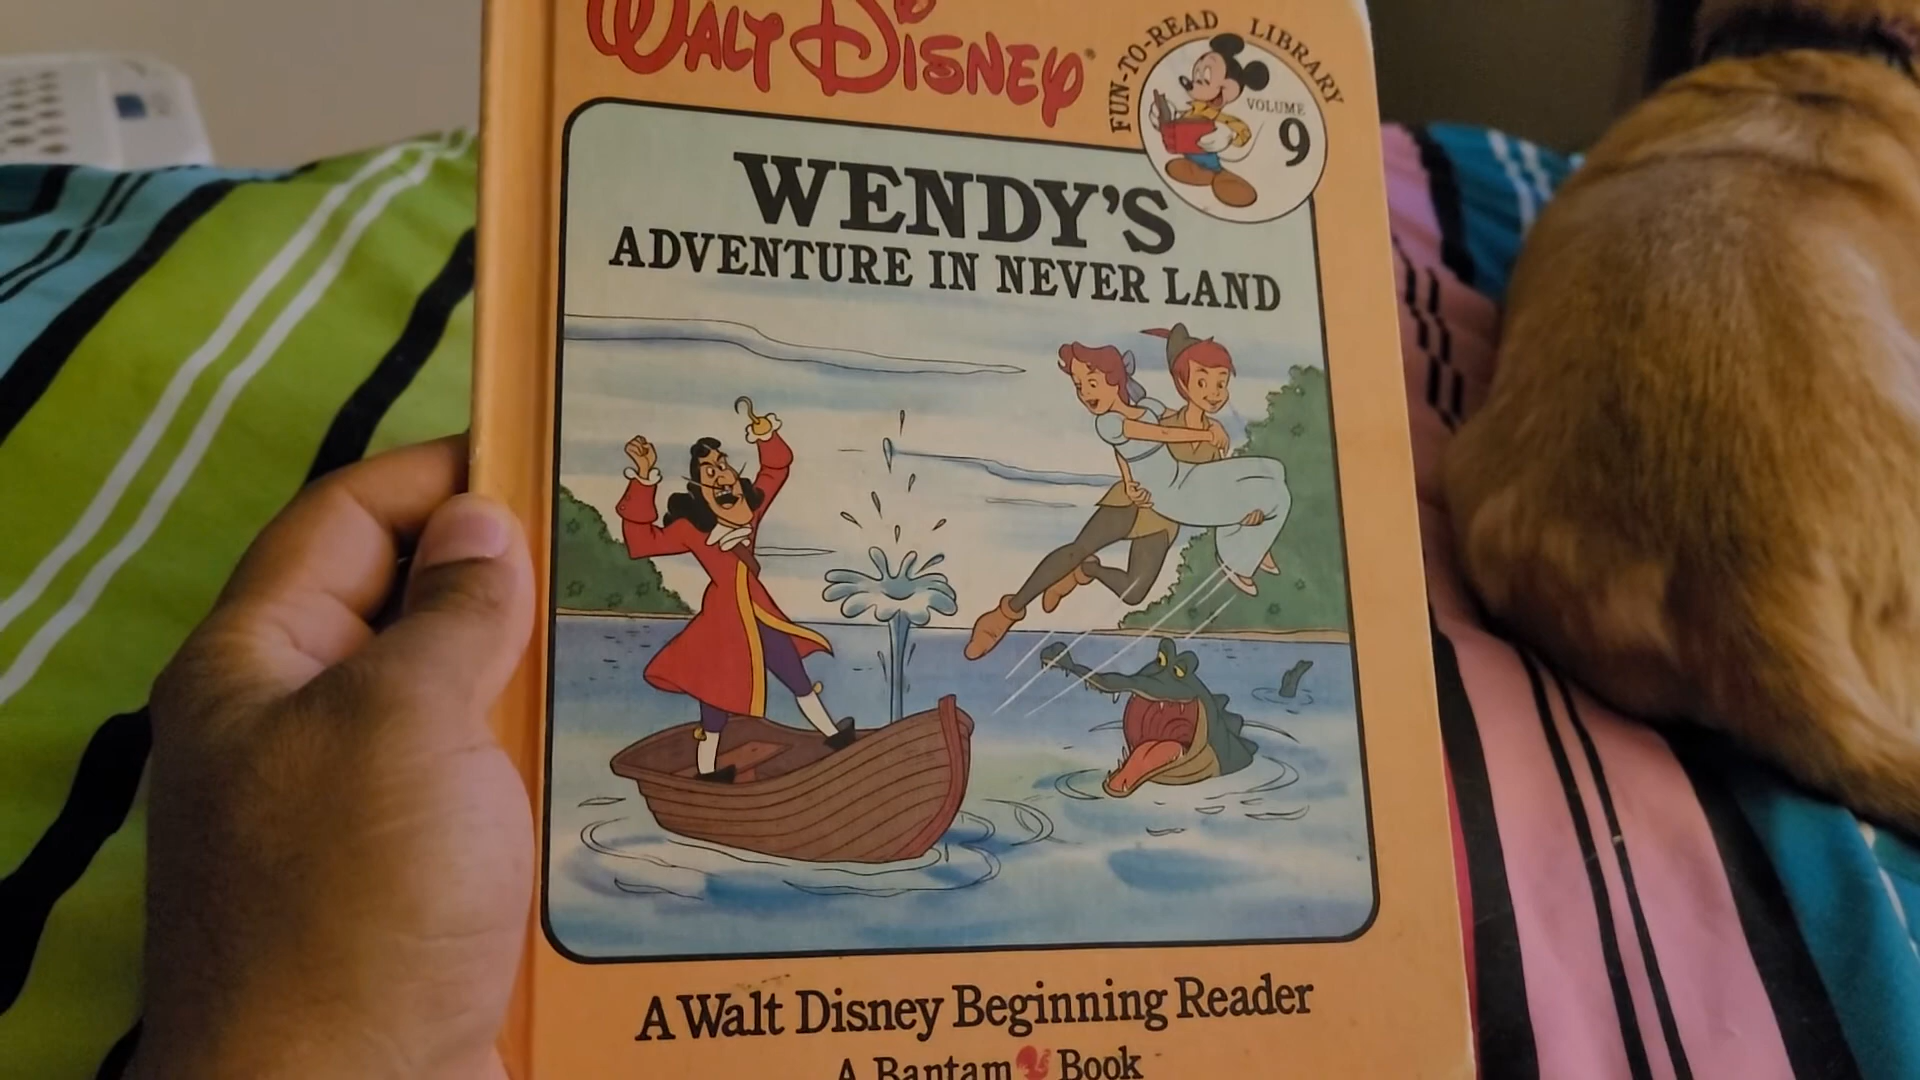 WALT DISNEY®
FUN-TO-READ LIBRARY
VOLUME
9
WENDY'S
ADVENTURE IN NEVER LAND
A Walt Disney Beginning Reader
A Bantam Book